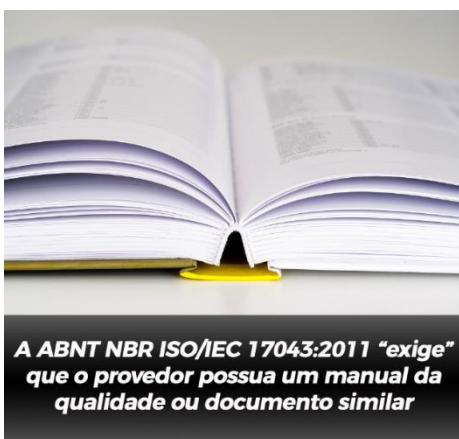 A ABNT NBR ISO/IEC 17043:2011 “exige”
que o provedor possua um manual da
qualidade ou documento similar